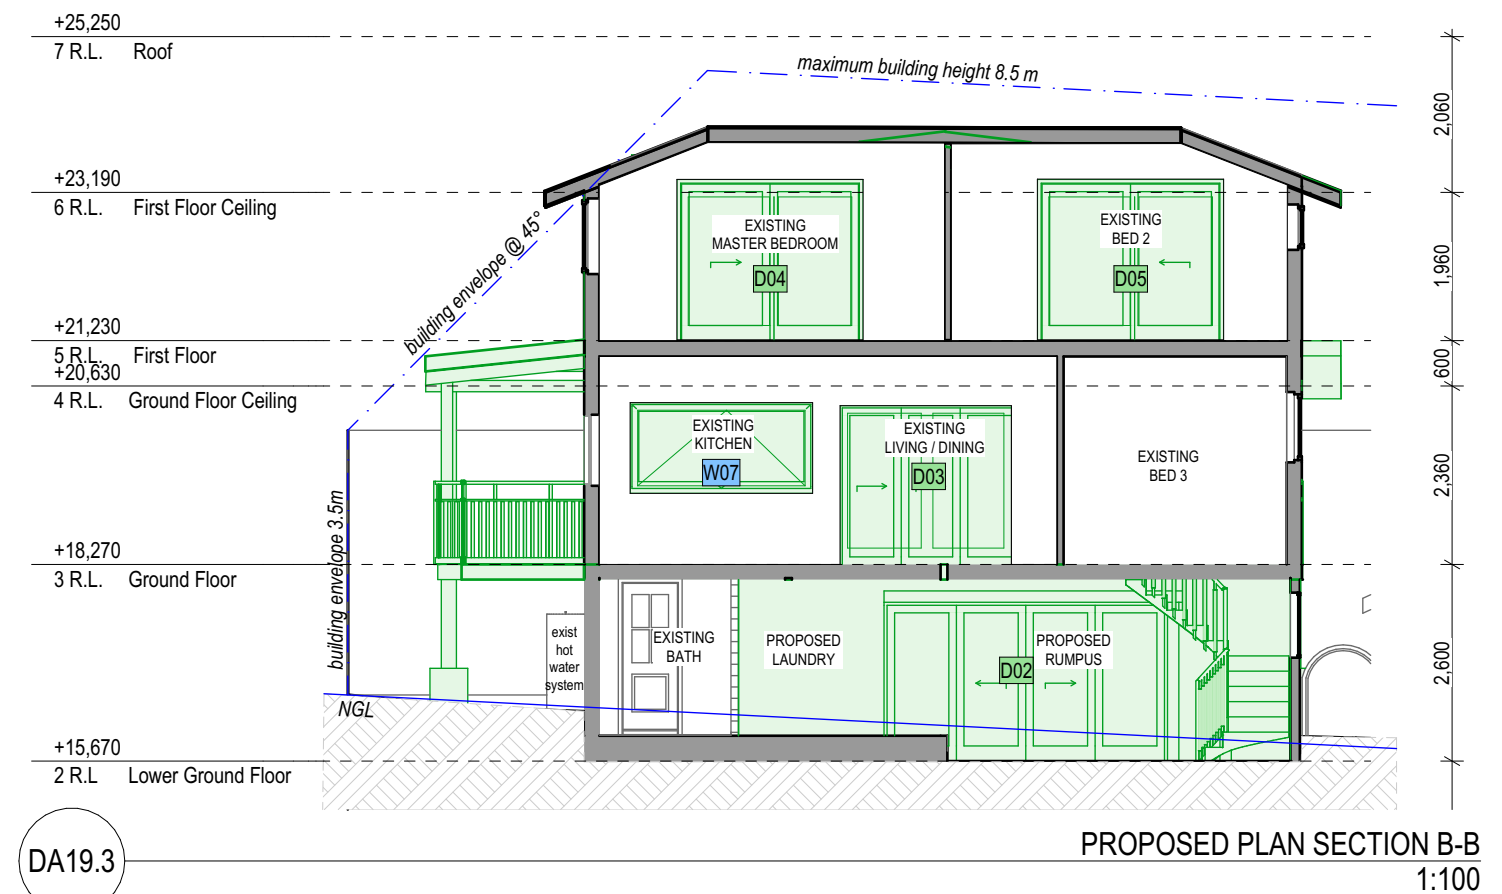 +25,250
7 R.L. Roof
maximum building height 8.5 m
2,060
+23,190
6 R.L. First Floor Ceiling
building envelope @ 45°
EXISTING
MASTER BEDROOM
D04
EXISTING
BED 2
D05
1,960
+21,230
5 R.L. First Floor
+20,630
4 R.L. Ground Floor Ceiling
600
EXISTING
KITCHEN
W07
EXISTING
LIVING / DINING
D03
EXISTING
BED 3
2,360
building envelope 3.5m
+18,270
3 R.L. Ground Floor
exist
hot
water
system
EXISTING
BATH
PROPOSED
LAUNDRY
PROPOSED
RUMPUS
D02
2,600
NGL
+15,670
2 R.L Lower Ground Floor
DA19.3
PROPOSED PLAN SECTION B-B
1:100